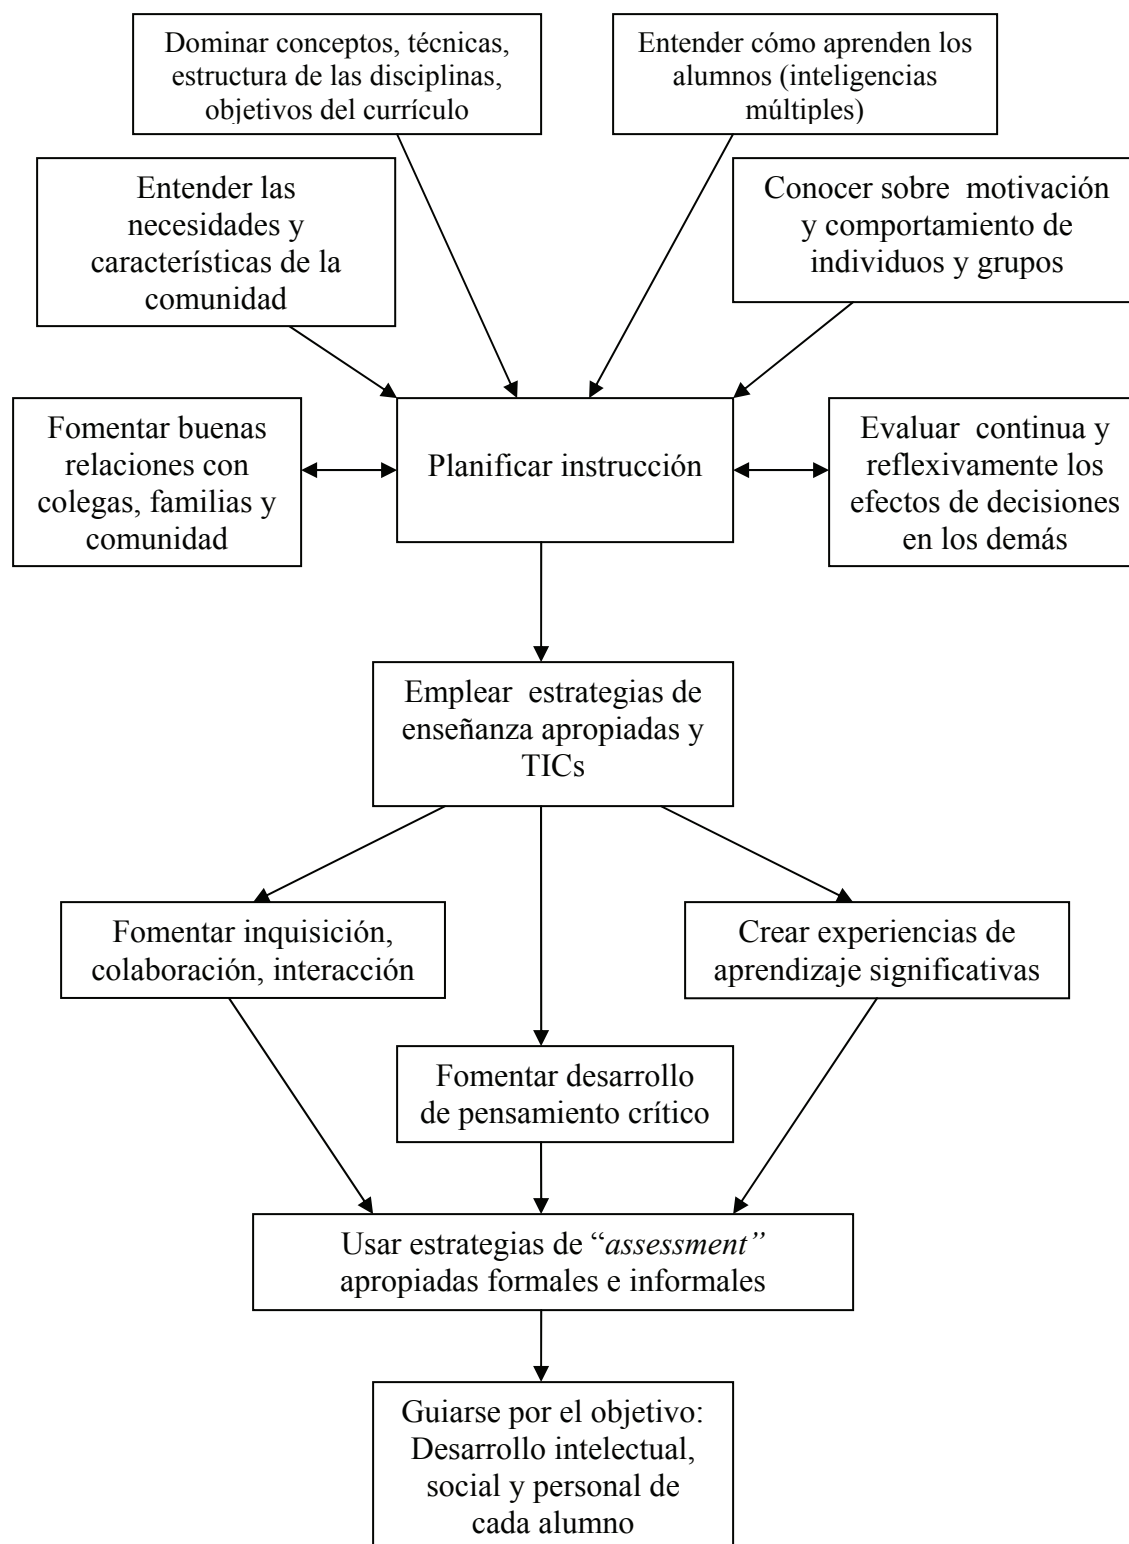 Dominar conceptos, técnicas,
estructura de las disciplinas,
objetivos del currículo
Entender cómo aprenden los
alumnos (inteligencias
múltiples)
Entender las
necesidades y
características de la
comunidad
Conocer sobre  motivación
y comportamiento de
individuos y grupos
Fomentar buenas
relaciones con
colegas, familias y
comunidad
Planificar instrucción
Evaluar  continua y
reflexivamente los
efectos de decisiones
en los demás
Emplear  estrategias de
enseñanza apropiadas y
TICs
Fomentar inquisición,
colaboración, interacción
Crear experiencias de
aprendizaje significativas
Fomentar desarrollo
de pensamiento crítico
Usar estrategias de “assessment”
apropiadas formales e informales
Guiarse por el objetivo:
Desarrollo intelectual,
social y personal de
cada alumno